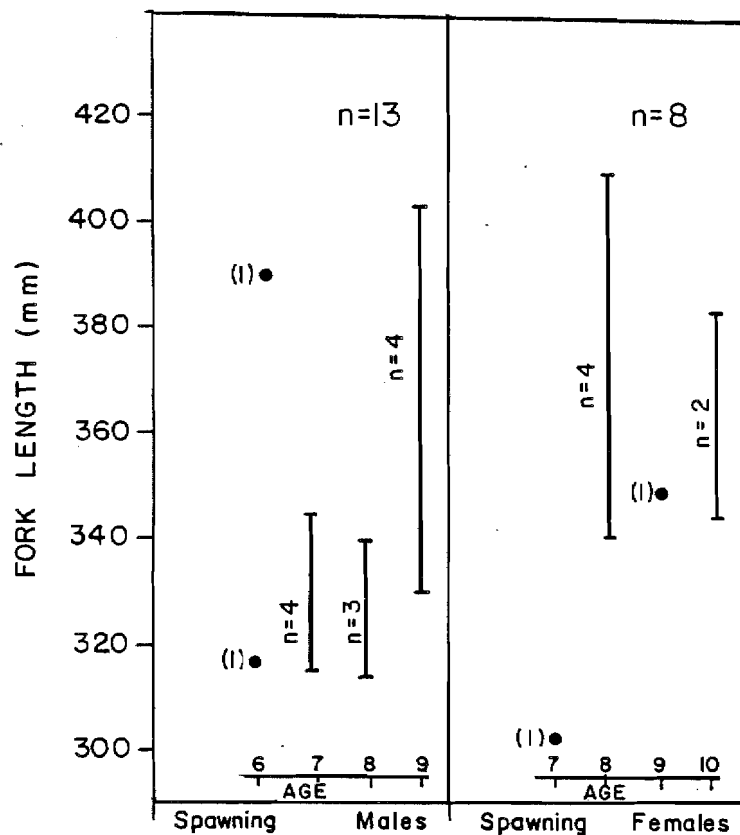 FORK LENGTH (mm)
420
400
380
360
340
320
300
n=13
(1)
(1)
n=4
n=3
n=4
6 7 8 9
AGE
Spawning Males
n=8
(1)
n=4
(1)
n=2
7 8 9 10
AGE
Spawning Females